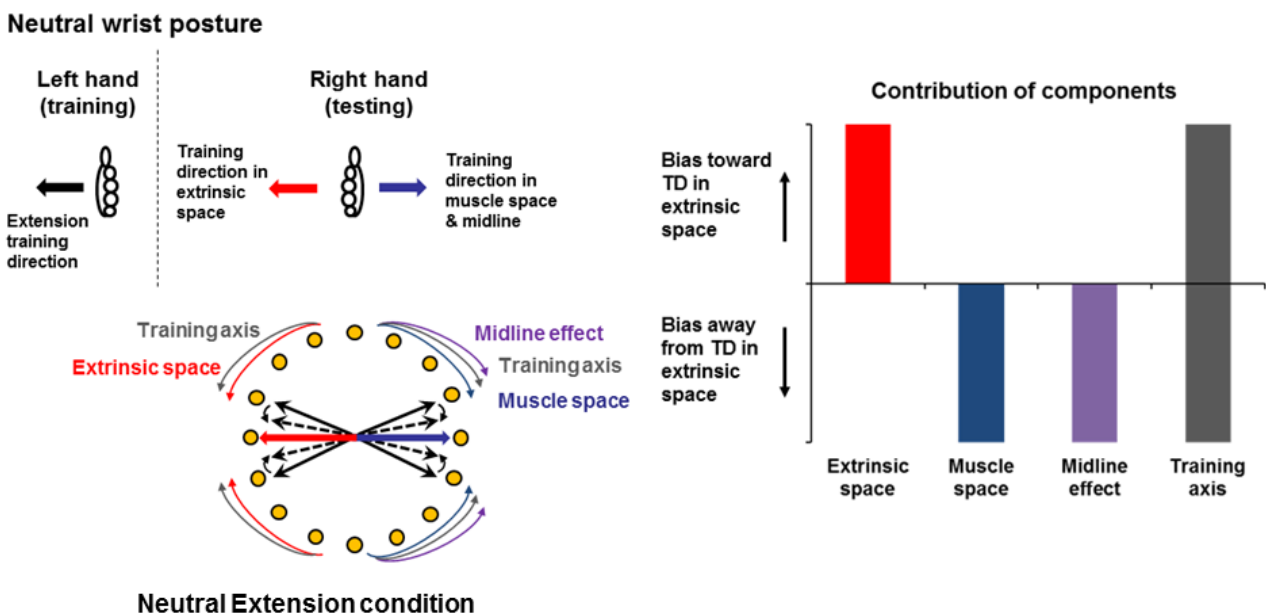 Neutral wrist posture
Left hand
(training)
Right hand
(testing)
Extension
training
direction
Training
direction in
extrinsic
space
Training
direction in
muscle space
& midline
Training axis
Extrinsic space
Midline effect
Training axis
Muscle space
Neutral Extension condition
Contribution of components
Bias toward
TD in
extrinsic
space
Bias away
from TD in
extrinsic
space
Extrinsic
space
Muscle
space
Midline
effect
Training
axis